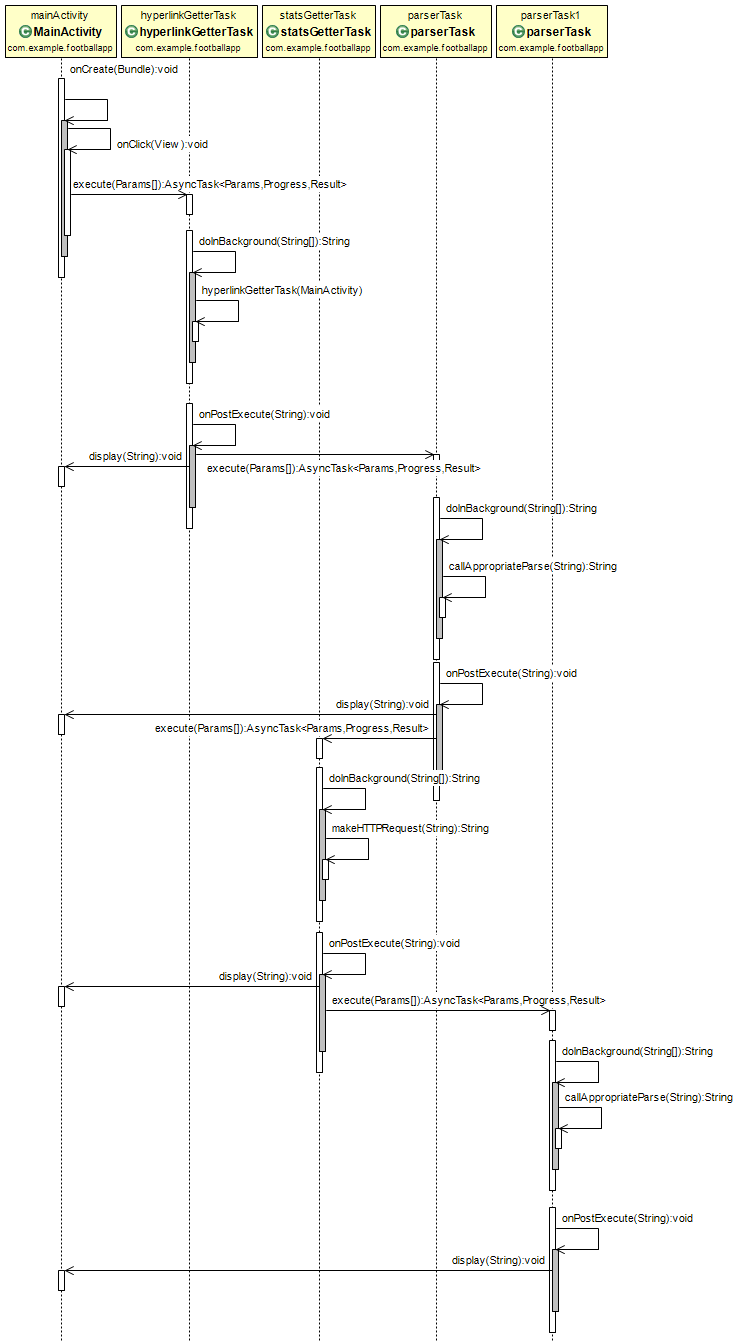 mainActivity
MainActivity
com.example.footballapp
hyperlinkGetterTask
hyperlinkGetterTask
com.example.footballapp
statsGetterTask
statsGetterTask
com.example.footballapp
parserTask
parserTask
com.example.footballapp
parserTask1
parserTask
com.example.footballapp
onCreate(Bundle):void
onClick(View ):void
execute(Params[]):AsyncTask<Params,Progress,Result>
doInBackground(String[]):String
hyperlinkGetterTask(MainActivity)
onPostExecute(String):void
display(String):void
execute(Params[]):AsyncTask<Params,Progress,Result>
doInBackground(String[]):String
callAppropriateParse(String):String
onPostExecute(String):void
display(String):void
execute(Params[]):AsyncTask<Params,Progress,Result>
doInBackground(String[]):String
makeHTTPRequest(String):String
onPostExecute(String):void
display(String):void
execute(Params[]):AsyncTask<Params,Progress,Result>
doInBackground(String[]):String
callAppropriateParse(String):String
onPostExecute(String):void
display(String):void